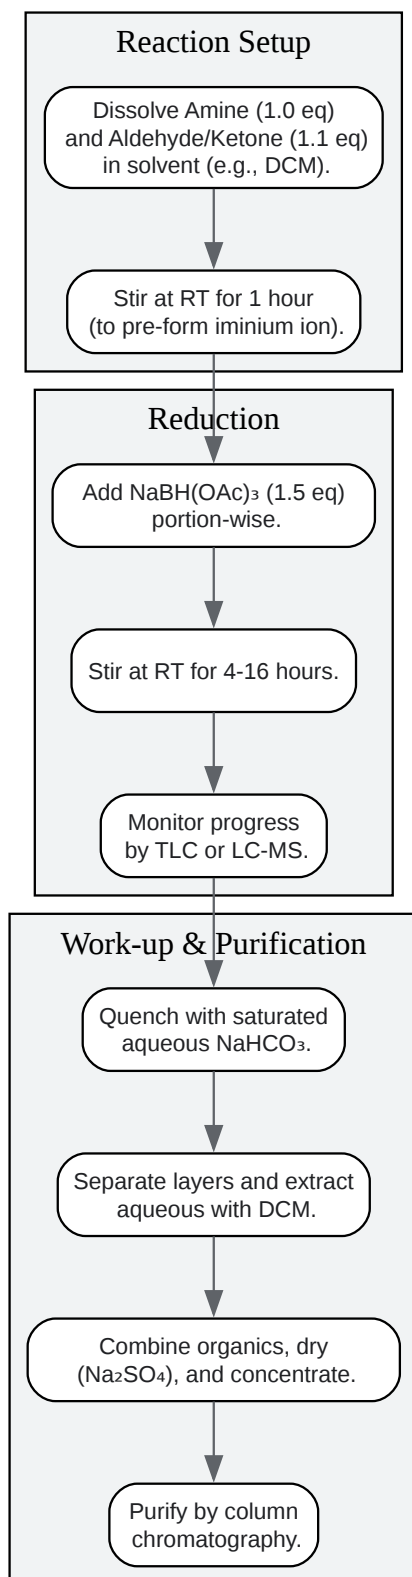 Reaction Setup
Dissolve Amine (1.0 eq)
and Aldehyde/Ketone (1.1 eq)
in solvent (e.g., DCM).
Stir at RT for 1 hour
(to pre-form iminium ion).
Reduction
Add NaBH(OAc)₃ (1.5 eq)
portion-wise.
Stir at RT for 4-16 hours.
Monitor progress
by TLC or LC-MS.
Work-up & Purification
Quench with saturated
aqueous NaHCO₃.
Separate layers and extract
aqueous with DCM.
Combine organics, dry
(Na₂SO₄), and concentrate.
Purify by column
chromatography.